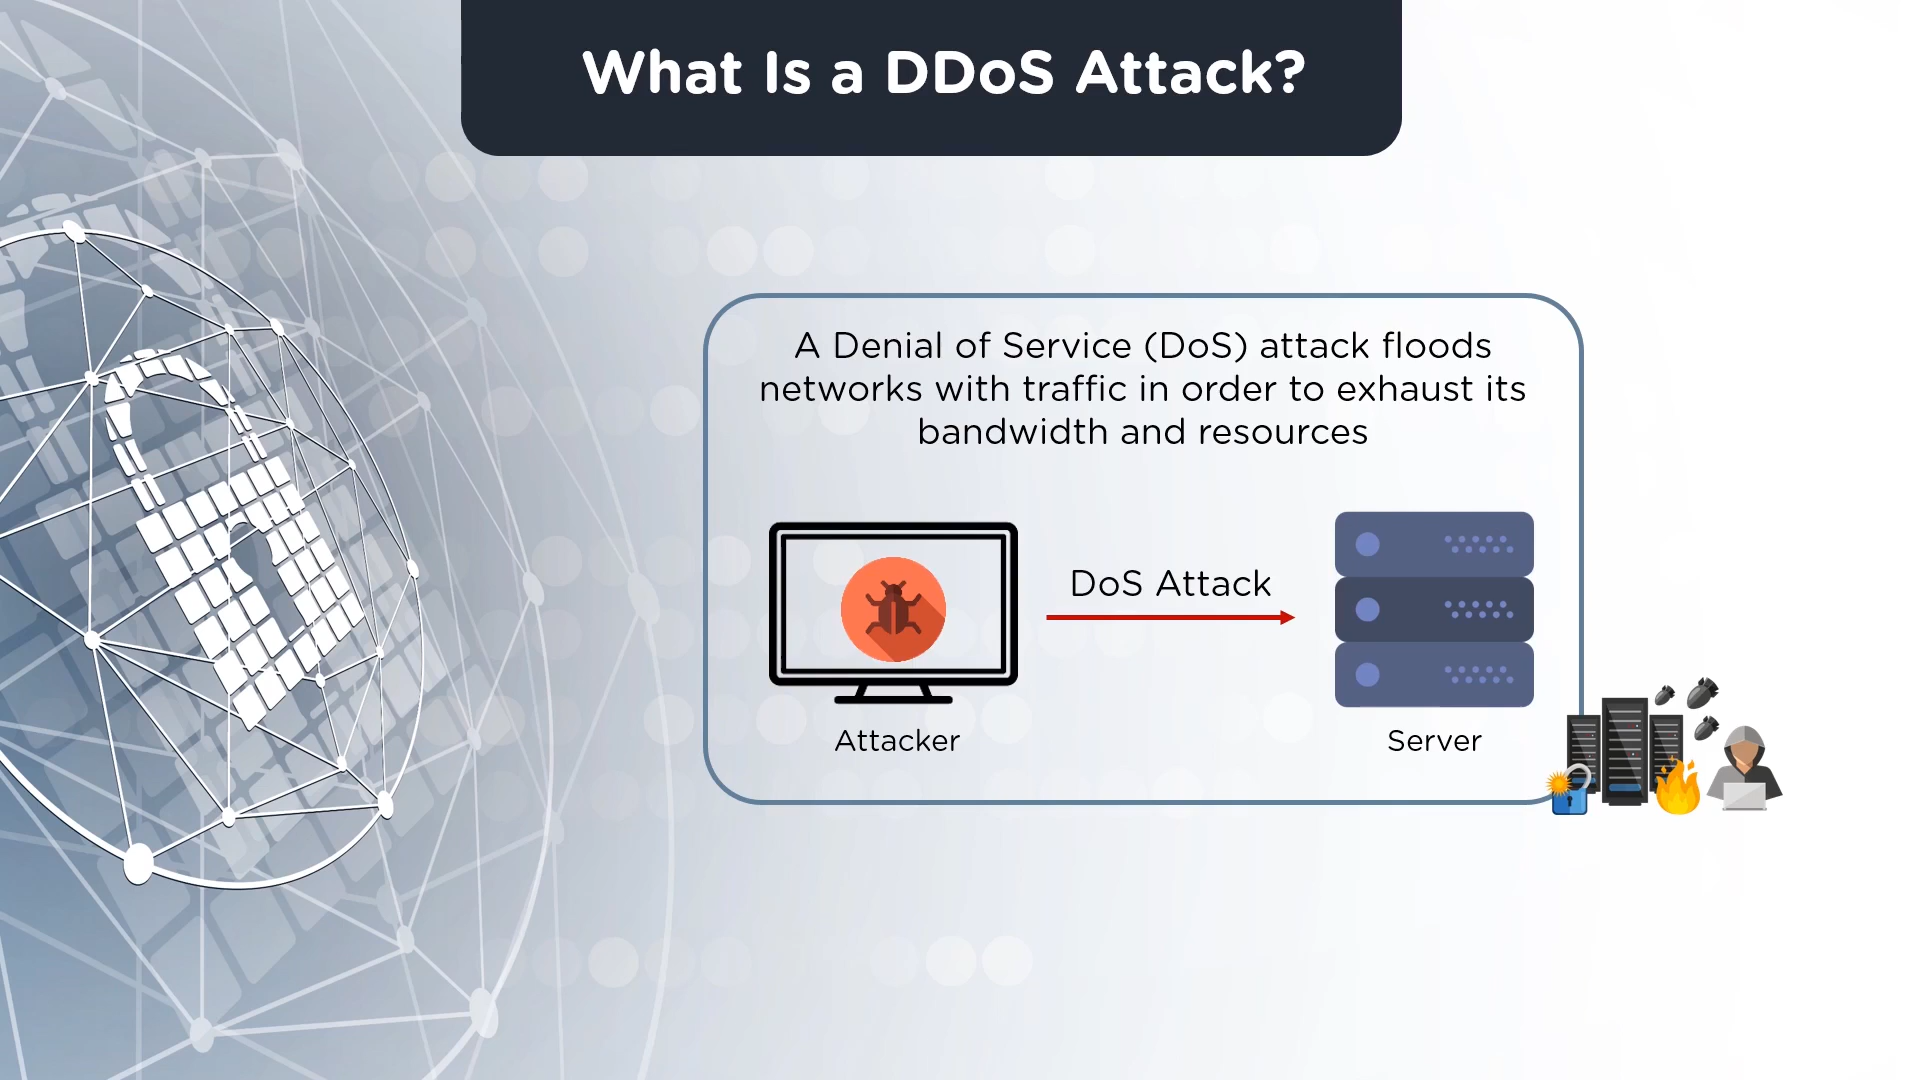 What Is a DDoS Attack?
A Denial of Service (DoS) attack floods
networks with traffic in order to exhaust its
bandwidth and resources
DoS Attack
Attacker
Server